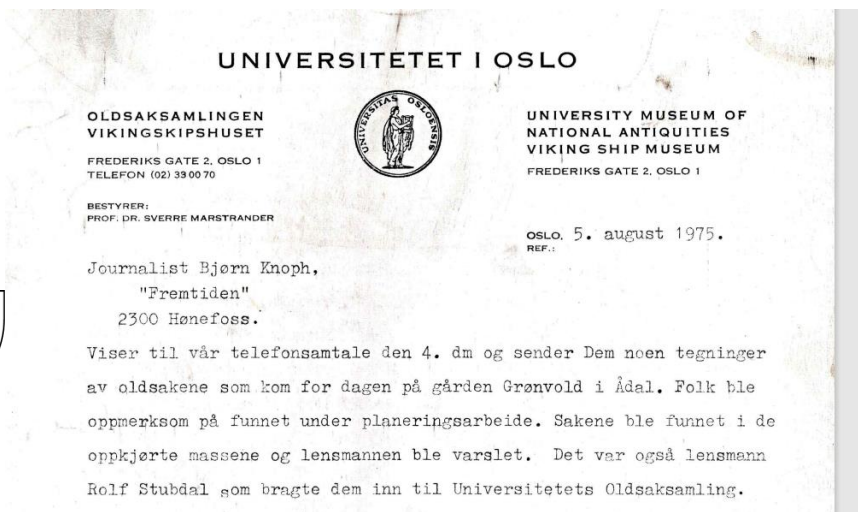 UNIVERSITETET I OSLO
OLDSAKSAMLINGEN
VIKINGSKIPSHUSET
FREDERIKS GATE 2, OSLO 1
TELEFON (02) 33 00 70
BESTYRER:
PROF. DR. SVERRE MARSTRANDER
UNIVERSITAS OSLOENSIS
UNIVERSITY MUSEUM OF
NATIONAL ANTIQUITIES
VIKING SHIP MUSEUM
FREDERIKS GATE 2, OSLO 1
OSLO, 5. august 1975.
REF.:
Journalist Bjørn Knoph,
"Fremtiden"
2300 Hønefoss.
Viser til vår telefonsamtale den 4. dm og sender Dem noen tegninger
av oldsakene som kom for dagen på gården Grønvold i Ådal. Folk ble
oppmerksom på funnet under planeringsarbeide. Sakene ble funnet i de
oppkjørte massene og lensmannen ble varslet. Det var også lensmann
Rolf Stubdal som bragte dem inn til Universitetets Oldsaksamling.